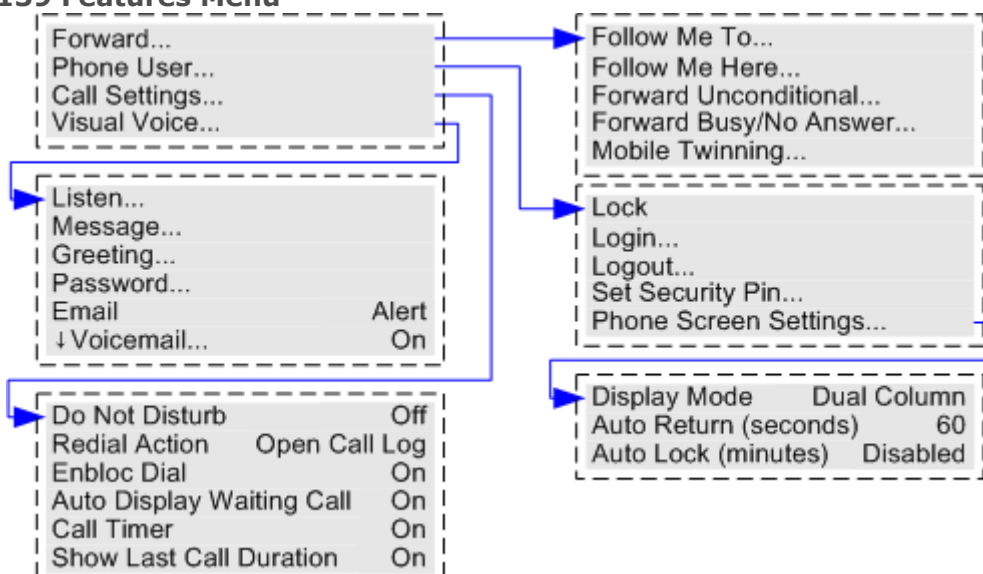 139 Features Menu
Forward...
Phone User...
Call Settings...
Visual Voice...
Listen...
Message...
Greeting...
Password...
Email Alert
↓Voicemail... On
Do Not Disturb Off
Redial Action Open Call Log
Enbloc Dial On
Auto Display Waiting Call On
Call Timer On
Show Last Call Duration On
Follow Me To...
Follow Me Here...
Forward Unconditional...
Forward Busy/No Answer...
Mobile Twinning...
Lock
Login...
Logout...
Set Security Pin...
Phone Screen Settings...
Display Mode Dual Column
Auto Return (seconds) 60
Auto Lock (minutes) Disabled